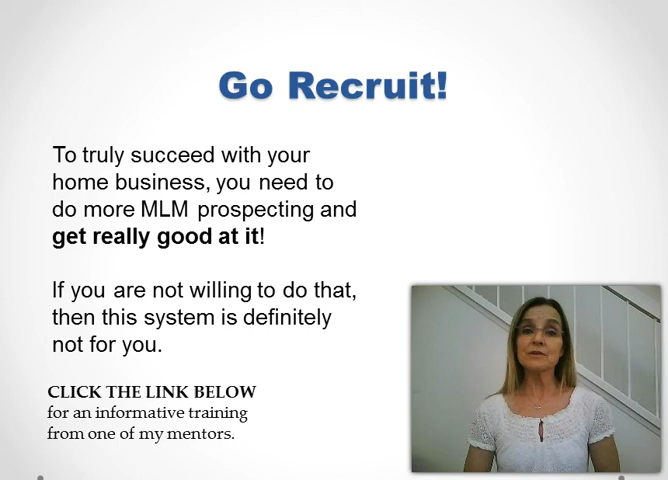 Go Recruit!
To truly succeed with your
home business, you need to
do more MLM prospecting and
get really good at it!
If you are not willing to do that,
then this system is definitely
not for you.
CLICK THE LINK BELOW
for an informative training
from one of my mentors.